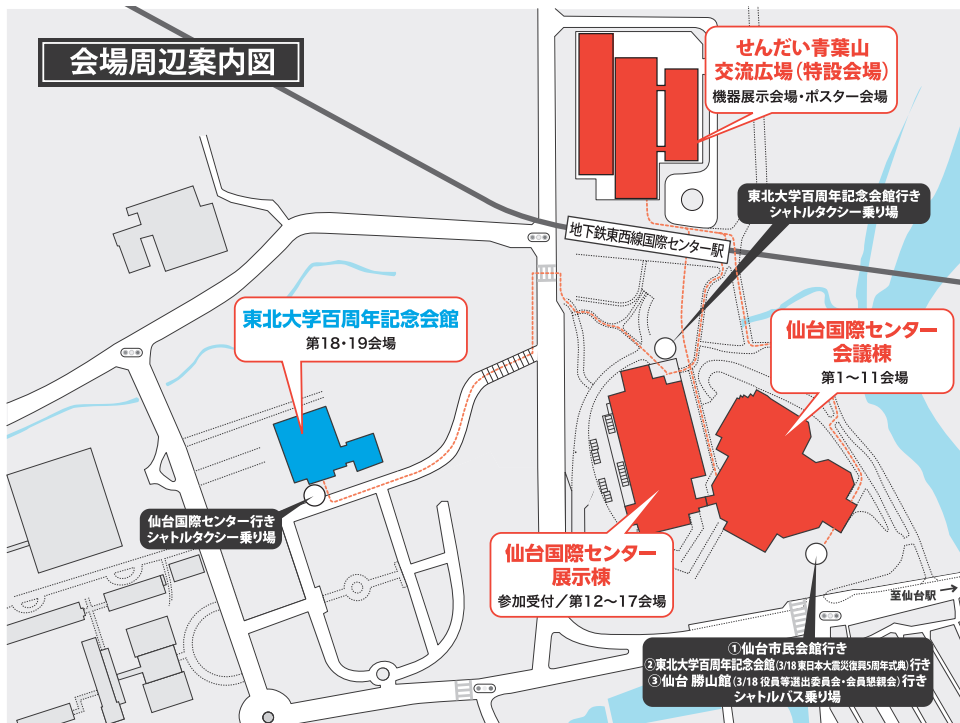 会場周辺案内図
せんだい青葉山
交流広場(特設会場)
機器展示会場・ポスター会場
東北大学百周年記念会館行き
シャトルタクシー乗り場
地下鉄東西線国際センター駅
東北大学百周年記念会館
第18・19会場
仙台国際センター
会議棟
第1〜11会場
仙台国際センター行き
シャトルタクシー乗り場
仙台国際センター
展示棟
参加受付/第12〜17会場
至仙台駅
①仙台市民会館行き
②東北大学百周年記念会館(3/18 東日本大震災復興5周年式典)行き
③仙台 勝山館(3/18 役員等選出委員会・会員懇親会)行き
シャトルバス乗り場